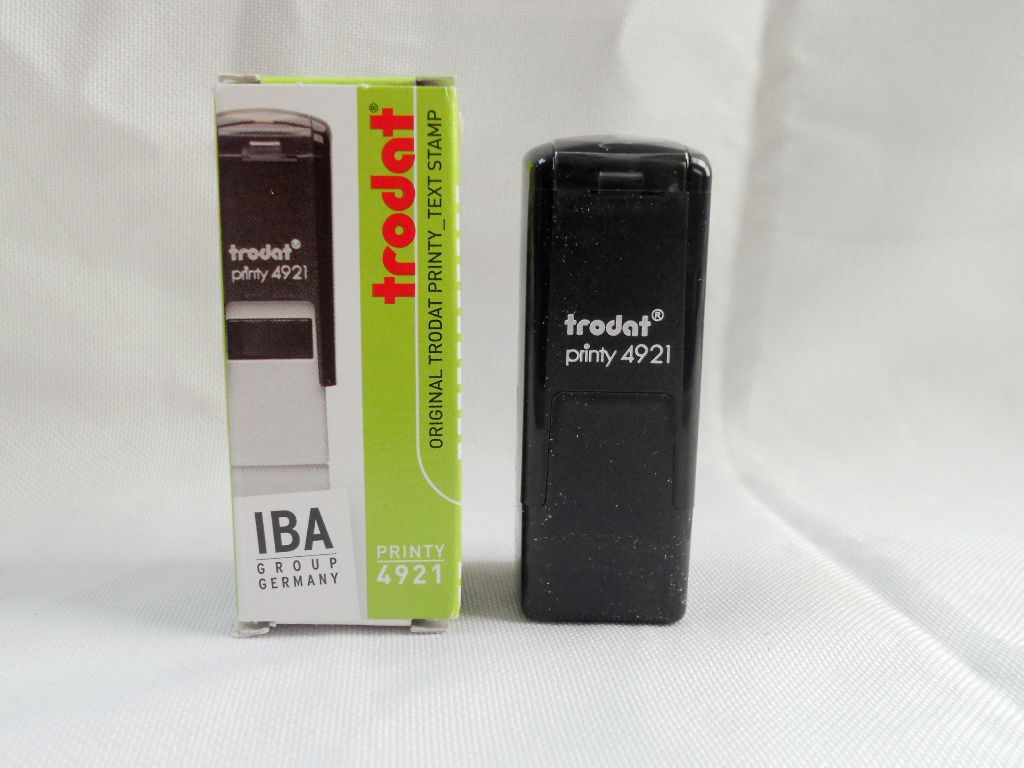 trodat®
printy 4921
trodat®
ORIGINAL TRODAT PRINTY_TEXT STAMP
IBA
GROUP
GERMANY
PRINTY
4921
trodat®
printy 4921